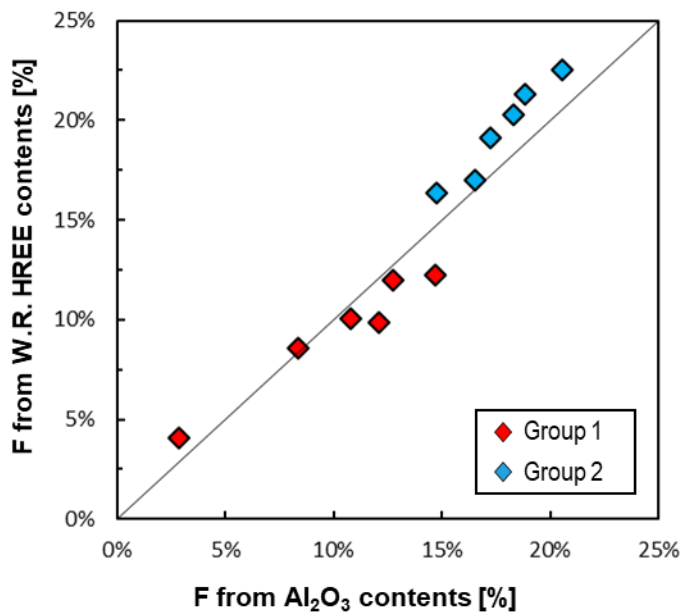 25%
20%
15%
10%
5%
0%
F from W.R. HREE contents [%]
Group 1
Group 2
0% 5% 10% 15% 20% 25%
F from Al₂O₃ contents [%]